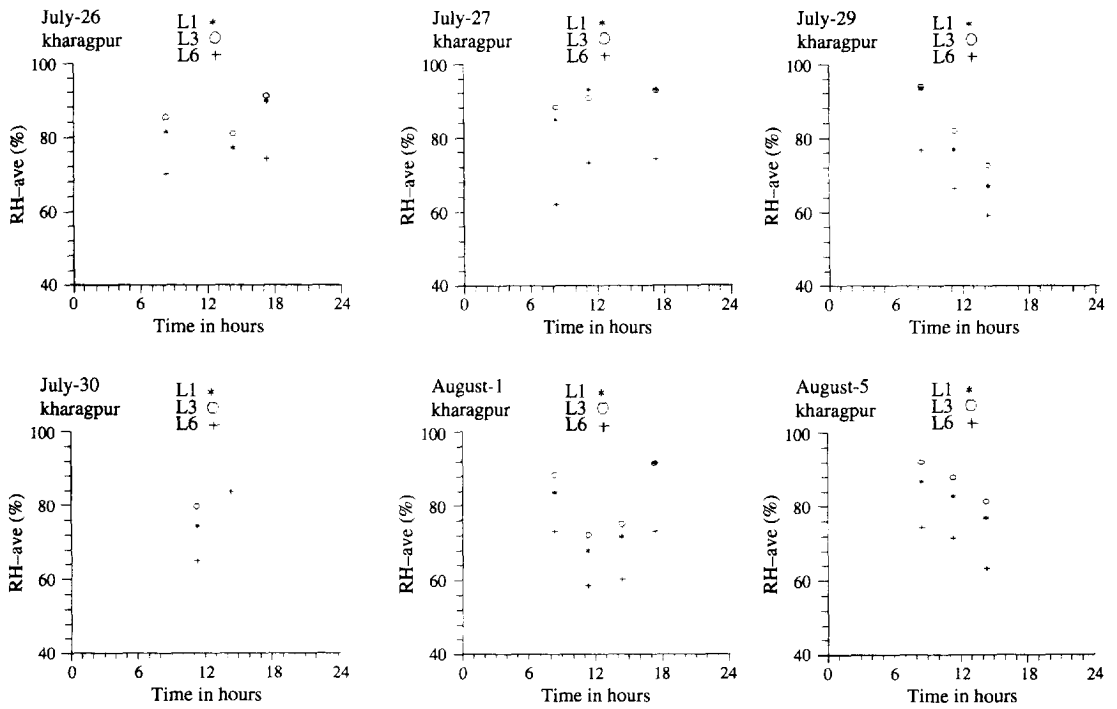 July-26
kharagpur
L1 *
L3 ○
L6 +
100
80
60
40
RH-ave (%)
0 6 12 18 24
Time in hours
July-27
kharagpur
L1 *
L3 ○
L6 +
100
80
60
40
RH-ave (%)
0 6 12 18 24
Time in hours
July-29
kharagpur
L1 *
L3 ○
L6 +
100
80
60
40
RH-ave (%)
0 6 12 18 24
Time in hours
July-30
kharagpur
L1 *
L3 ○
L6 +
100
80
60
40
RH-ave (%)
0 6 12 18 24
Time in hours
August-1
kharagpur
L1 *
L3 ○
L6 +
100
80
60
40
RH-ave (%)
0 6 12 18 24
Time in hours
August-5
kharagpur
L1 *
L3 ○
L6 +
100
80
60
40
RH-ave (%)
0 6 12 18 24
Time in hours